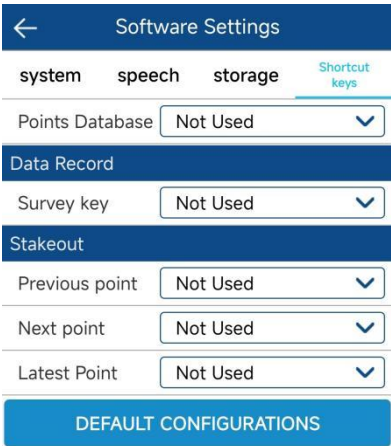 Software Settings
system speech storage Shortcut keys
Points Database Not Used
Data Record
Survey key Not Used
Stakeout
Previous point Not Used
Next point Not Used
Latest Point Not Used
DEFAULT CONFIGURATIONS